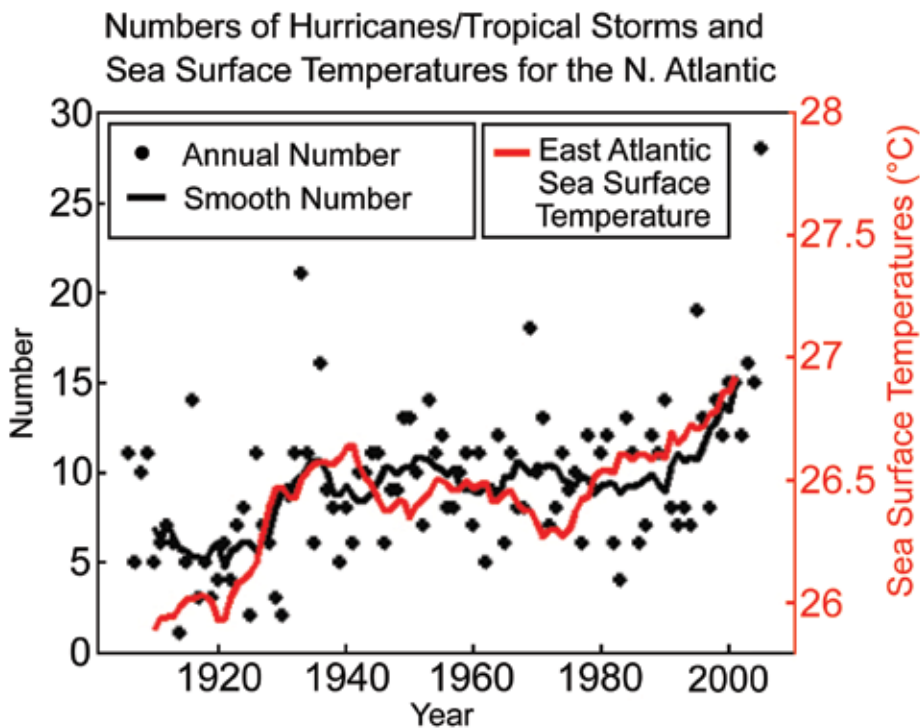 Numbers of Hurricanes/Tropical Storms and
Sea Surface Temperatures for the N. Atlantic
Annual Number
Smooth Number
East Atlantic
Sea Surface
Temperature
Number
30
25
20
15
10
5
0
28
27.5
27
26.5
26
Sea Surface Temperatures (°C)
1920 1940 1960 1980 2000
Year